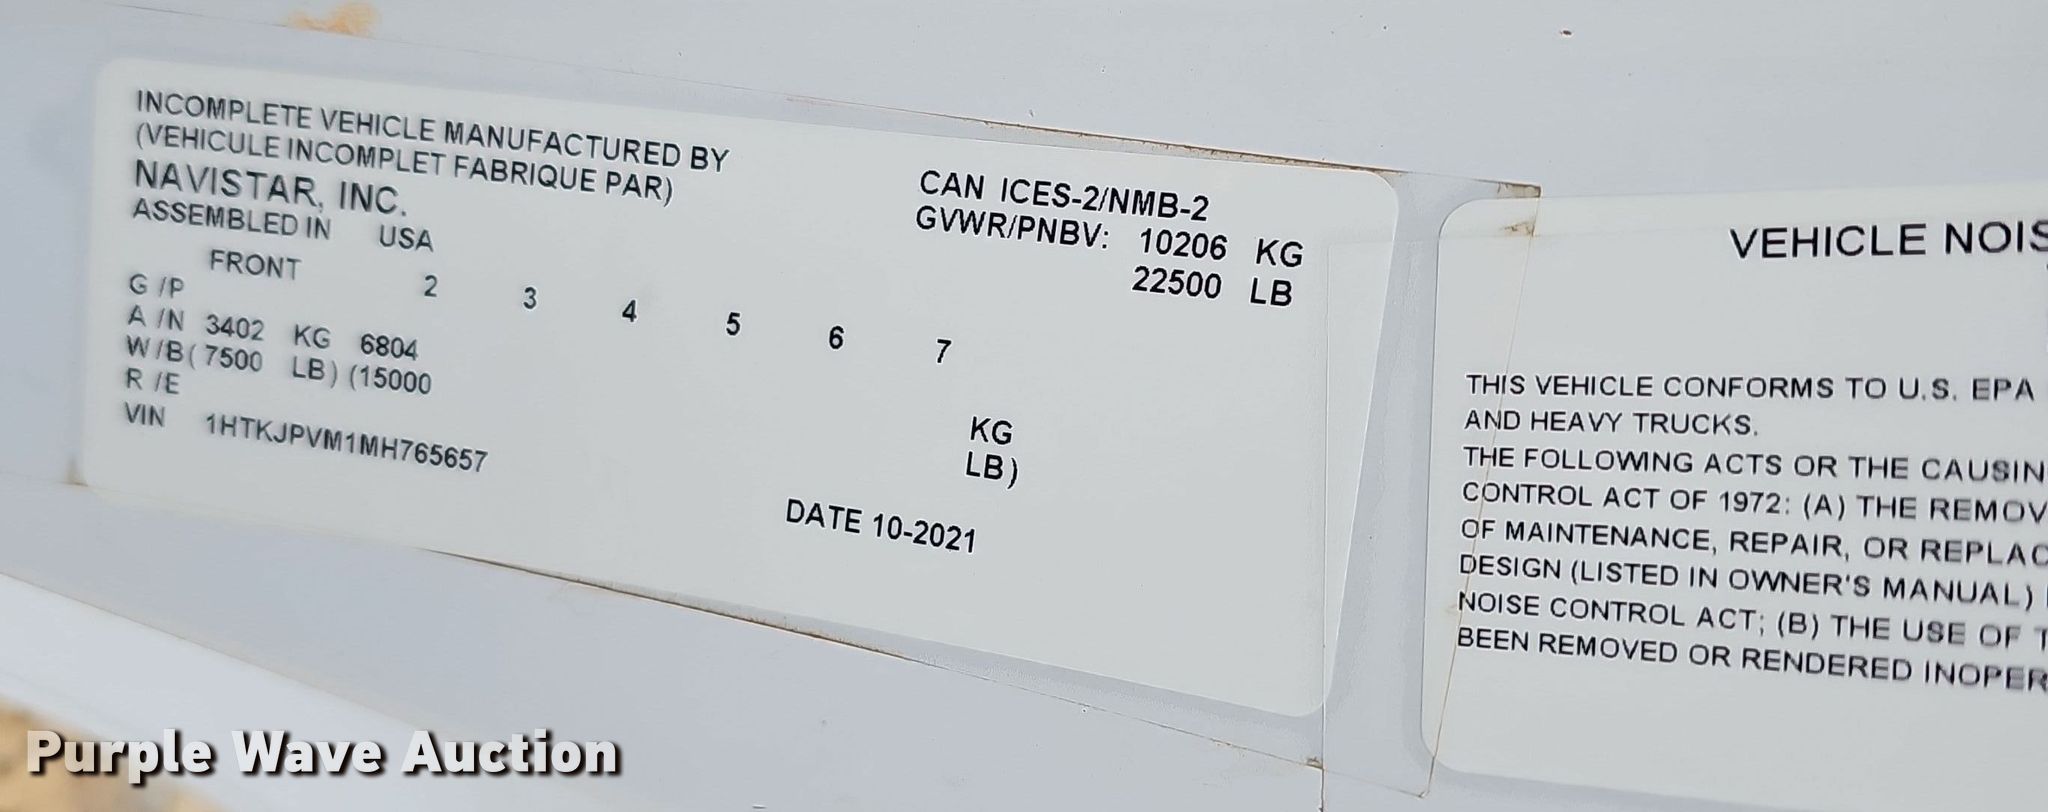 INCOMPLETE VEHICLE MANUFACTURED BY
(VEHICULE INCOMPLET FABRIQUE PAR)
NAVISTAR, INC.
ASSEMBLED IN USA
CAN ICES-2/NMB-2
GVWR/PNBV: 10206 KG
22500 LB
FRONT 2 3 4 5 6 7
G /P
A /N 3402 KG 6804 KG
W/B( 7500 LB) (15000 LB)
R /E
VIN 1HTKJPVM1MH765657
DATE 10-2021
VEHICLE NOIS
THIS VEHICLE CONFORMS TO U.S. EPA
AND HEAVY TRUCKS.
THE FOLLOWING ACTS OR THE CAUSIN
CONTROL ACT OF 1972: (A) THE REMOV
OF MAINTENANCE, REPAIR, OR REPLAC
DESIGN (LISTED IN OWNER'S MANUAL)
NOISE CONTROL ACT; (B) THE USE OF T
BEEN REMOVED OR RENDERED INOPER
Purple Wave Auction